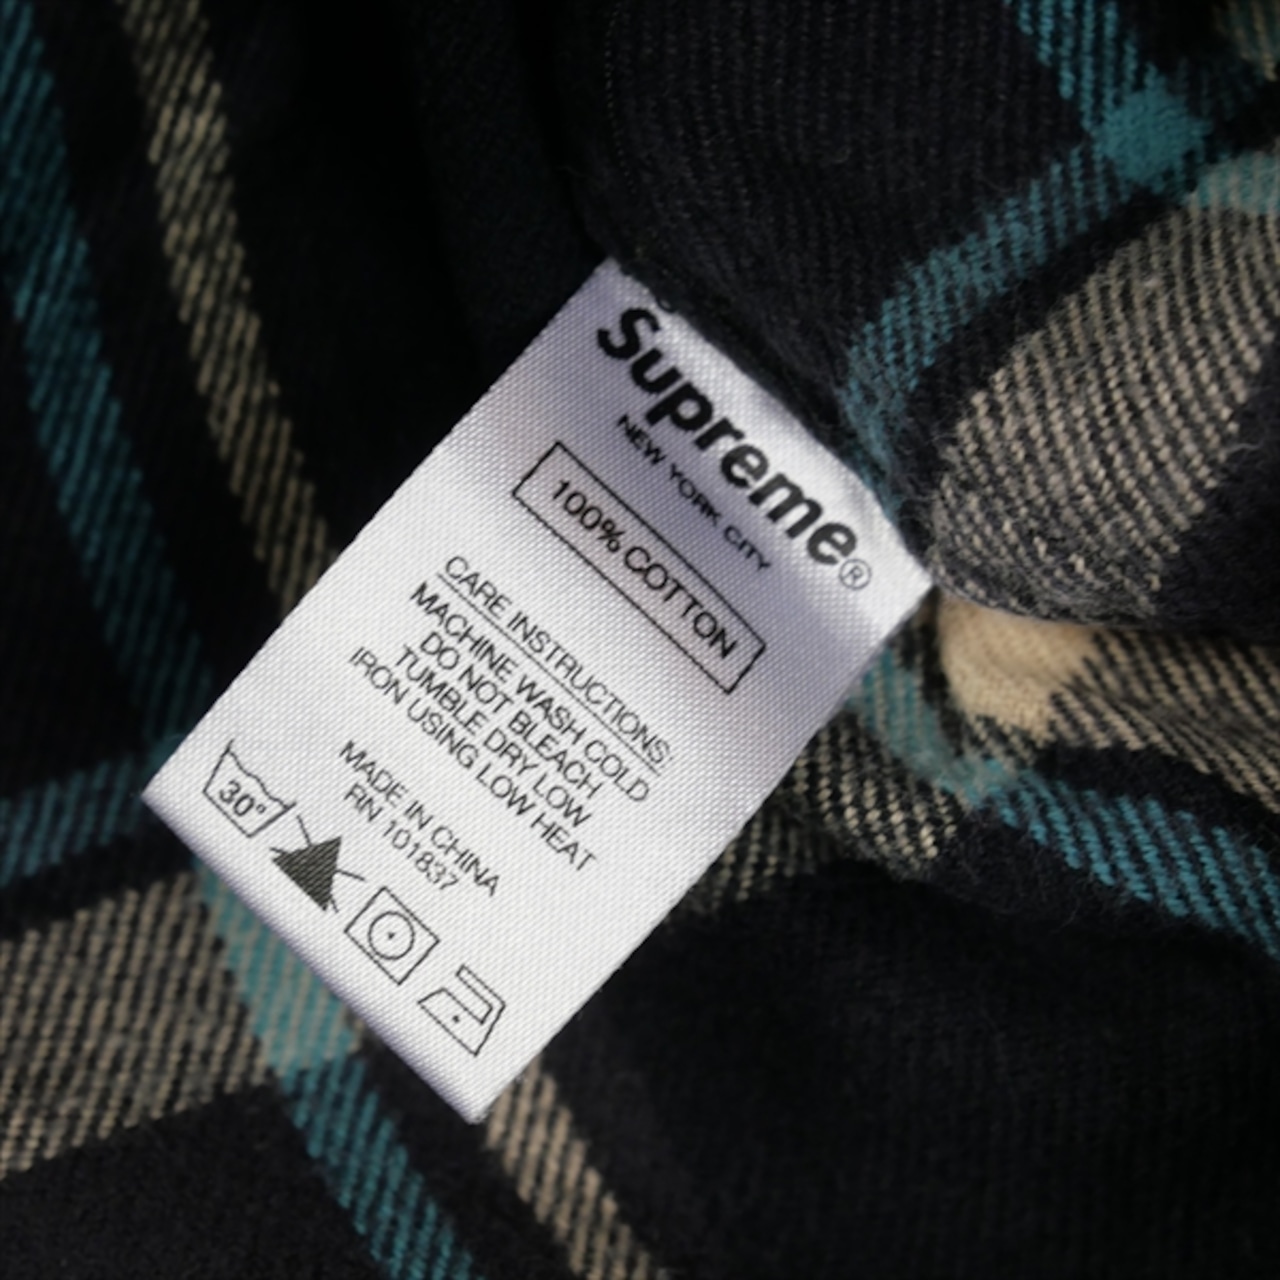 Supreme®
NEW YORK CITY
100% COTTON
CARE INSTRUCTIONS:
MACHINE WASH COLD
DO NOT BLEACH
TUMBLE DRY LOW
IRON USING LOW HEAT
MADE IN CHINA
RN 101837
30°